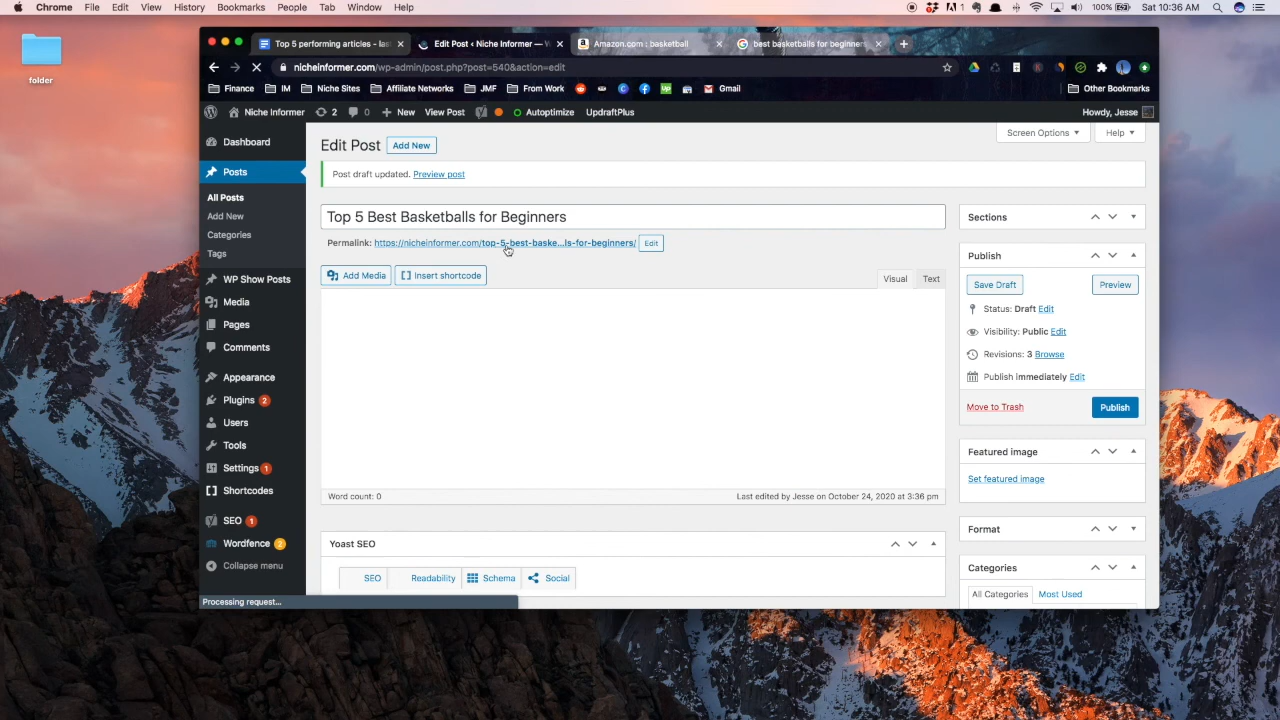 Chrome File Edit View History Bookmarks People Tab Window Help
1 100% Sat 10:36 AM
folder
Top 5 performing articles - las
Edit Post ‹ Niche Informer — W
Amazon.com : basketball
best basketballs for beginners
nicheinformer.com/wp-admin/post.php?post=540&action=edit
Finance IM Niche Sites Affiliate Networks JMF From Work Gmail Other Bookmarks
Niche Informer 2 0 New View Post Autoptimize UpdraftPlus Howdy, Jesse
Screen Options Help
Edit Post Add New
Post draft updated. Preview post
Top 5 Best Basketballs for Beginners
Permalink: https://nicheinformer.com/top-5-best-baske...ls-for-beginners/ Edit
Add Media Insert shortcode
Visual Text
Word count: 0
Last edited by Jesse on October 24, 2020 at 3:36 pm
Yoast SEO
SEO Readability Schema Social
Dashboard
Posts
All Posts
Add New
Categories
Tags
WP Show Posts
Media
Pages
Comments
Appearance
Plugins 2
Users
Tools
Settings 1
Shortcodes
SEO 1
Wordfence 2
Collapse menu
Processing request...
Sections
Publish
Save Draft Preview
Status: Draft Edit
Visibility: Public Edit
Revisions: 3 Browse
Publish immediately Edit
Move to Trash Publish
Featured image
Set featured image
Format
Categories
All Categories Most Used